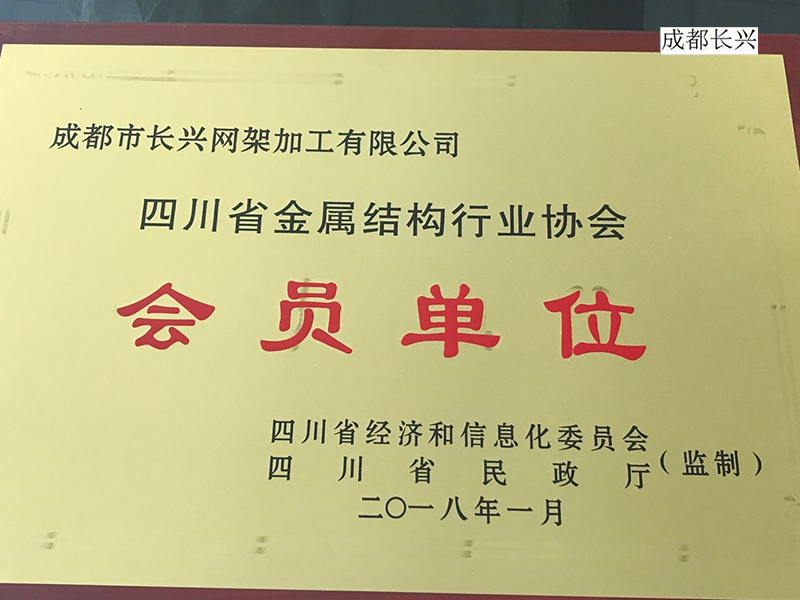 成都长兴
成都市长兴网架加工有限公司
四川省金属结构行业协会
会员单位
四川省经济和信息化委员会
四川省民政厅（监制）
二〇一八年一月